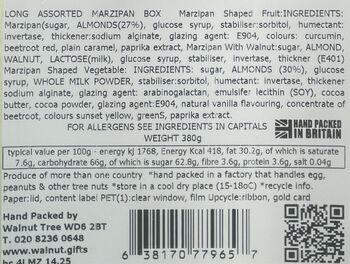 LONG ASSORTED MARZIPAN BOX Marzipan Shaped Fruit:INGREDIENTS:
Marzipan(sugar, ALMONDS(27%), glucose syrup, stabiliser:sorbitol, humectant:
invertase, thickener:sodium alginate, glazing agent: E904, colours: curcumin,
beetroot red, plain caramel, paprika extract, Marzipan With Walnut:sugar, ALMOND,
WALNUT, LACTOSE(milk), glucose syrup, stabiliser, invertase, thinner (E401)
Marzipan Shaped Vegetable: INGREDIENTS: sugar, ALMONDS (30%), glucose
syrup, WHOLE MILK POWDER, stabiliser:sorbitol, humectant: invertase, thickener:
sodium alginate, glazing agent: arabinogalactan, emulsifer lecithin (SOY), cocoa
butter, cocoa powder, glazing agent:E904, natural vanilla flavouring, concentrate of
beetroot, colours sunset yellow, greenS, paprika extract.
FOR ALLERGENS SEE INGREDIENTS IN CAPITALS
WEIGHT 380g
HAND PACKED
IN BRITAIN
typical value per 100g - energy kj 1768, Energy Kcal 418, fat 30.2g, of which is saturate
7.6g, carbohydrate 66g, of which is sugar 62.8g, fibre 3.6g, protein 3.6g, salt 0.04g
Produce of more than one country *hand packed in a factory that handles egg,
peanuts & other tree nuts *store in a cool dry place (15-18oC) *recycle info,
paper:lid, content label PET(1):clear window, film Upcycle:ribbon, gold card
Hand Packed by
Walnut Tree WD6 2BT
T. 020 8236 0648
www.walnut.gifts
bc 4LMZ 14.25
6 38170 77965 7